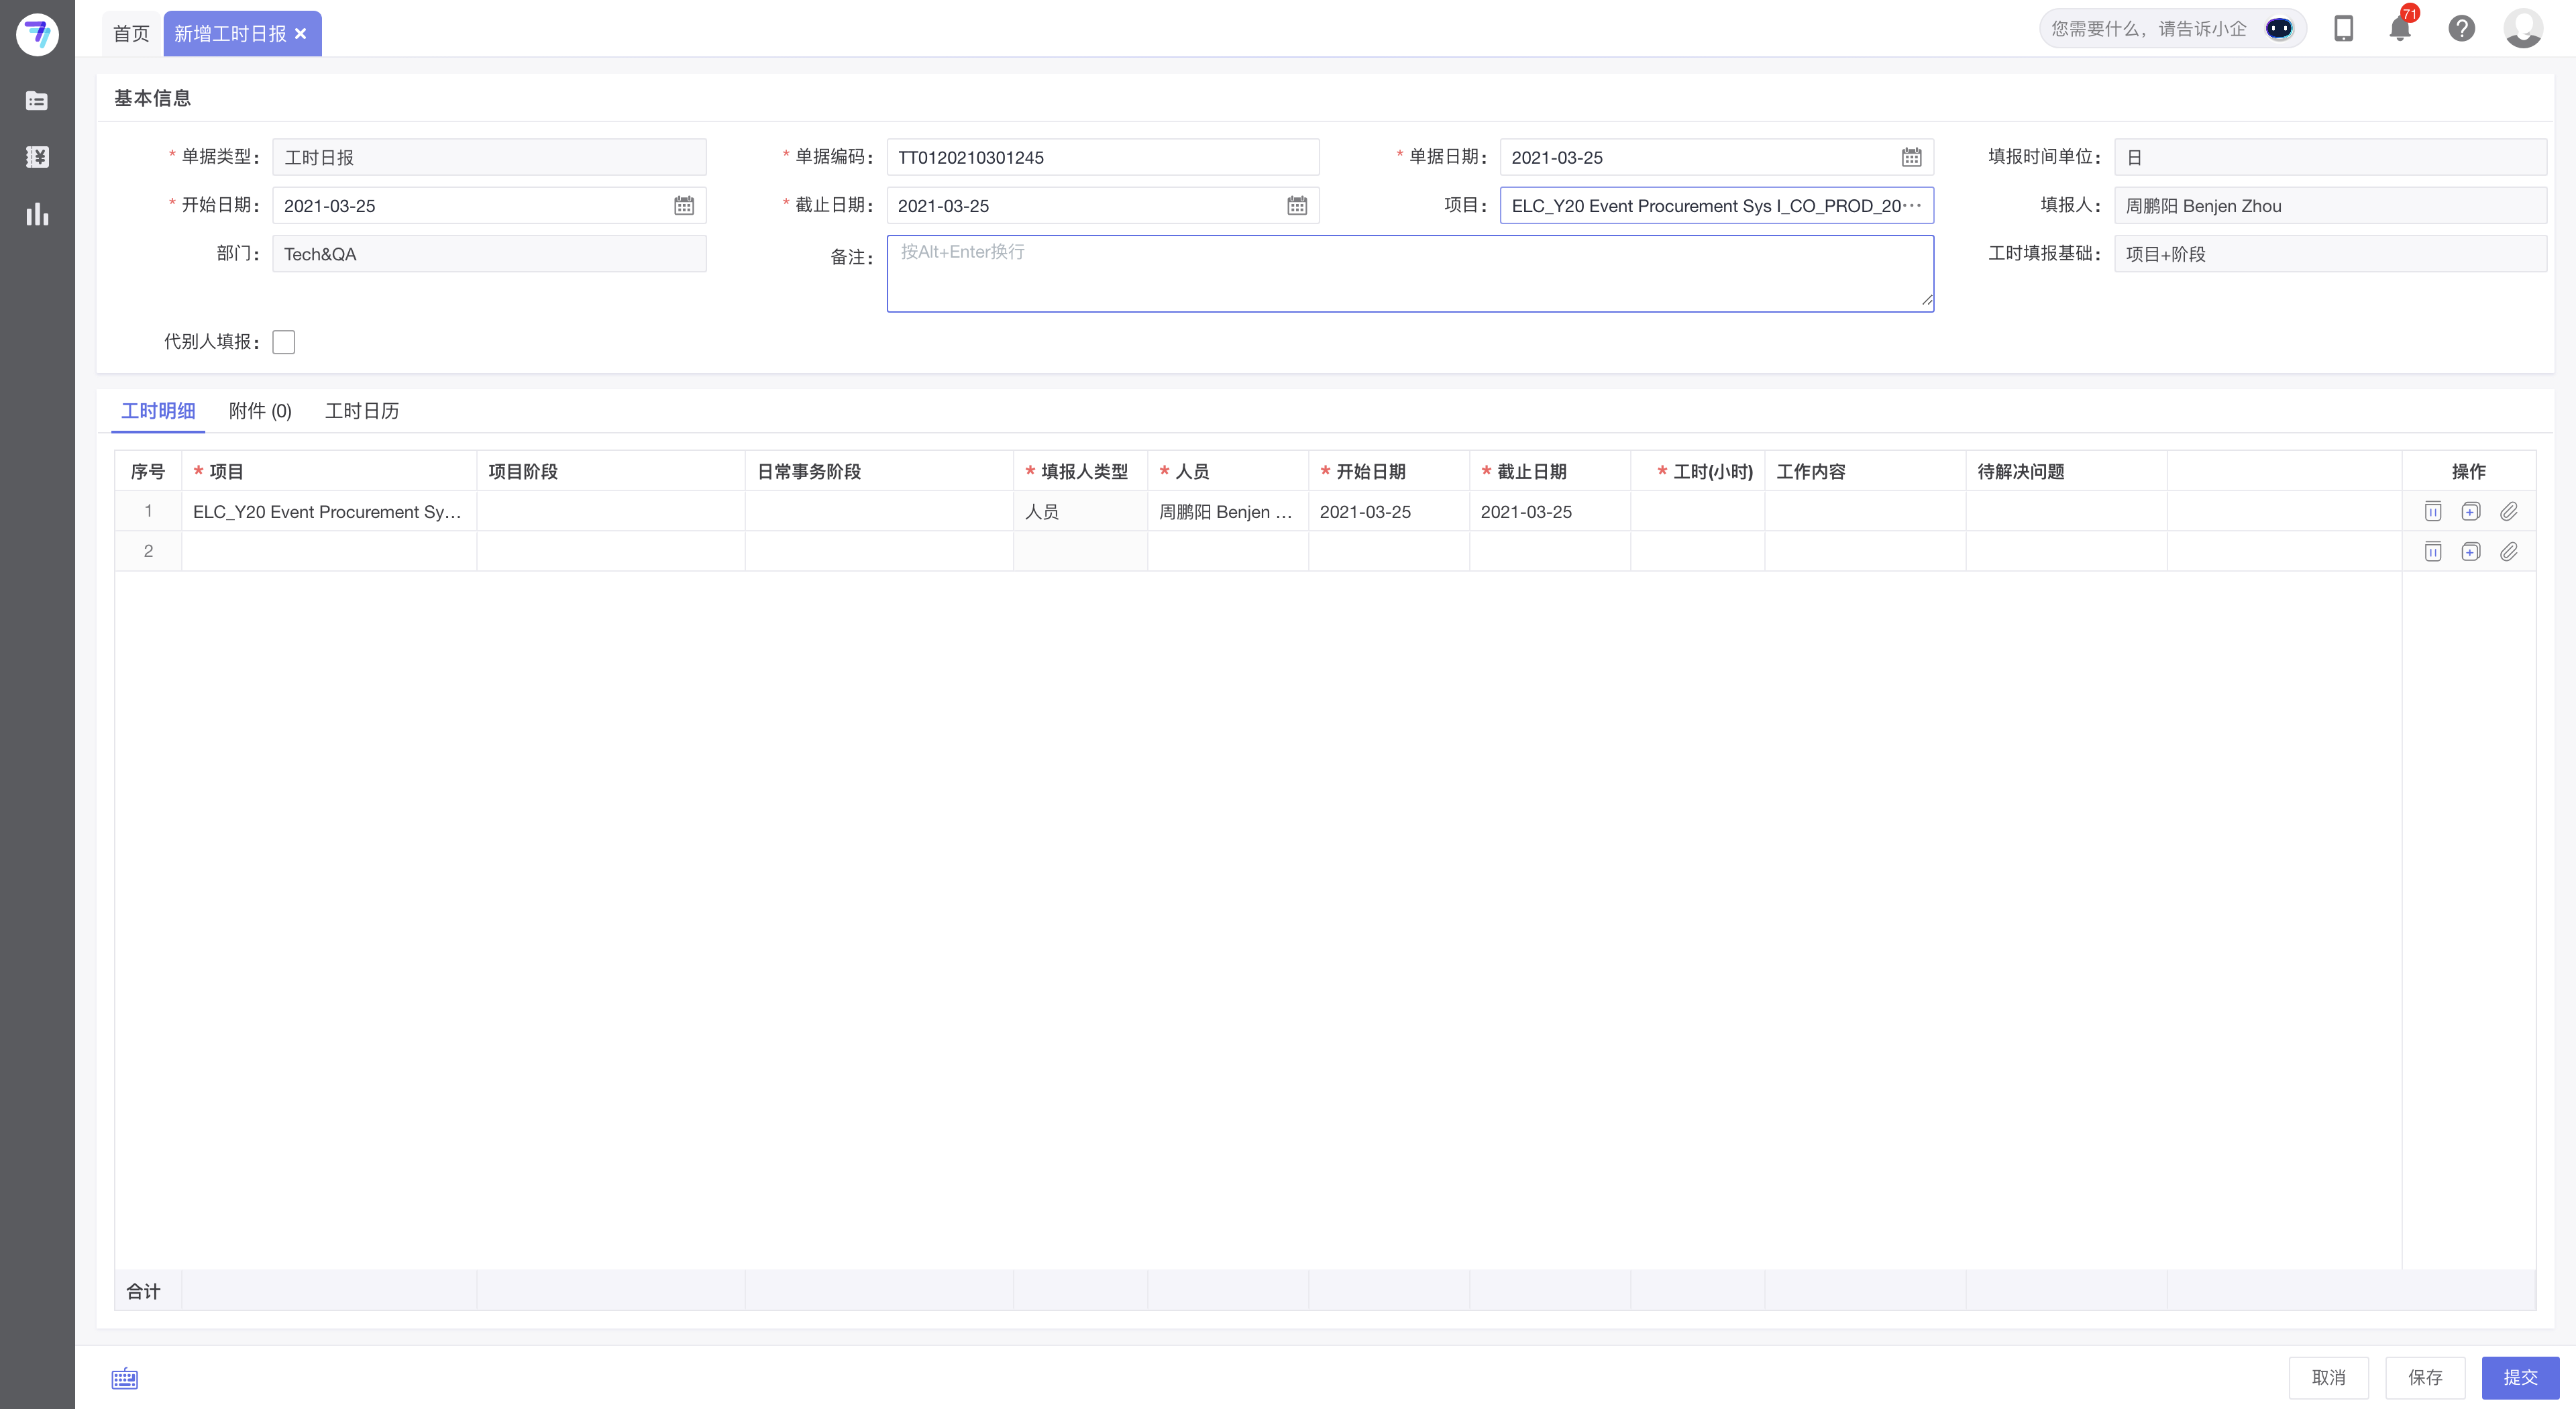 首页 新增工时日报 您需要什么，请告诉小企 71
基本信息
* 单据类型： 工时日报 * 单据编码： TT0120210301245 * 单据日期： 2021-03-25 填报时间单位： 日
* 开始日期： 2021-03-25 * 截止日期： 2021-03-25 项目： ELC_Y20 Event Procurement Sys I_CO_PROD_20··· 填报人： 周鹏阳 Benjen Zhou
部门： Tech&QA 备注： 按Alt+Enter换行 工时填报基础： 项目+阶段
代别人填报：
工时明细 附件 (0) 工时日历
序号 * 项目 项目阶段 日常事务阶段 * 填报人类型 * 人员 * 开始日期 * 截止日期 * 工时(小时) 工作内容 待解决问题 操作
1 ELC_Y20 Event Procurement Sy... 人员 周鹏阳 Benjen ... 2021-03-25 2021-03-25
2
合计
取消 保存 提交